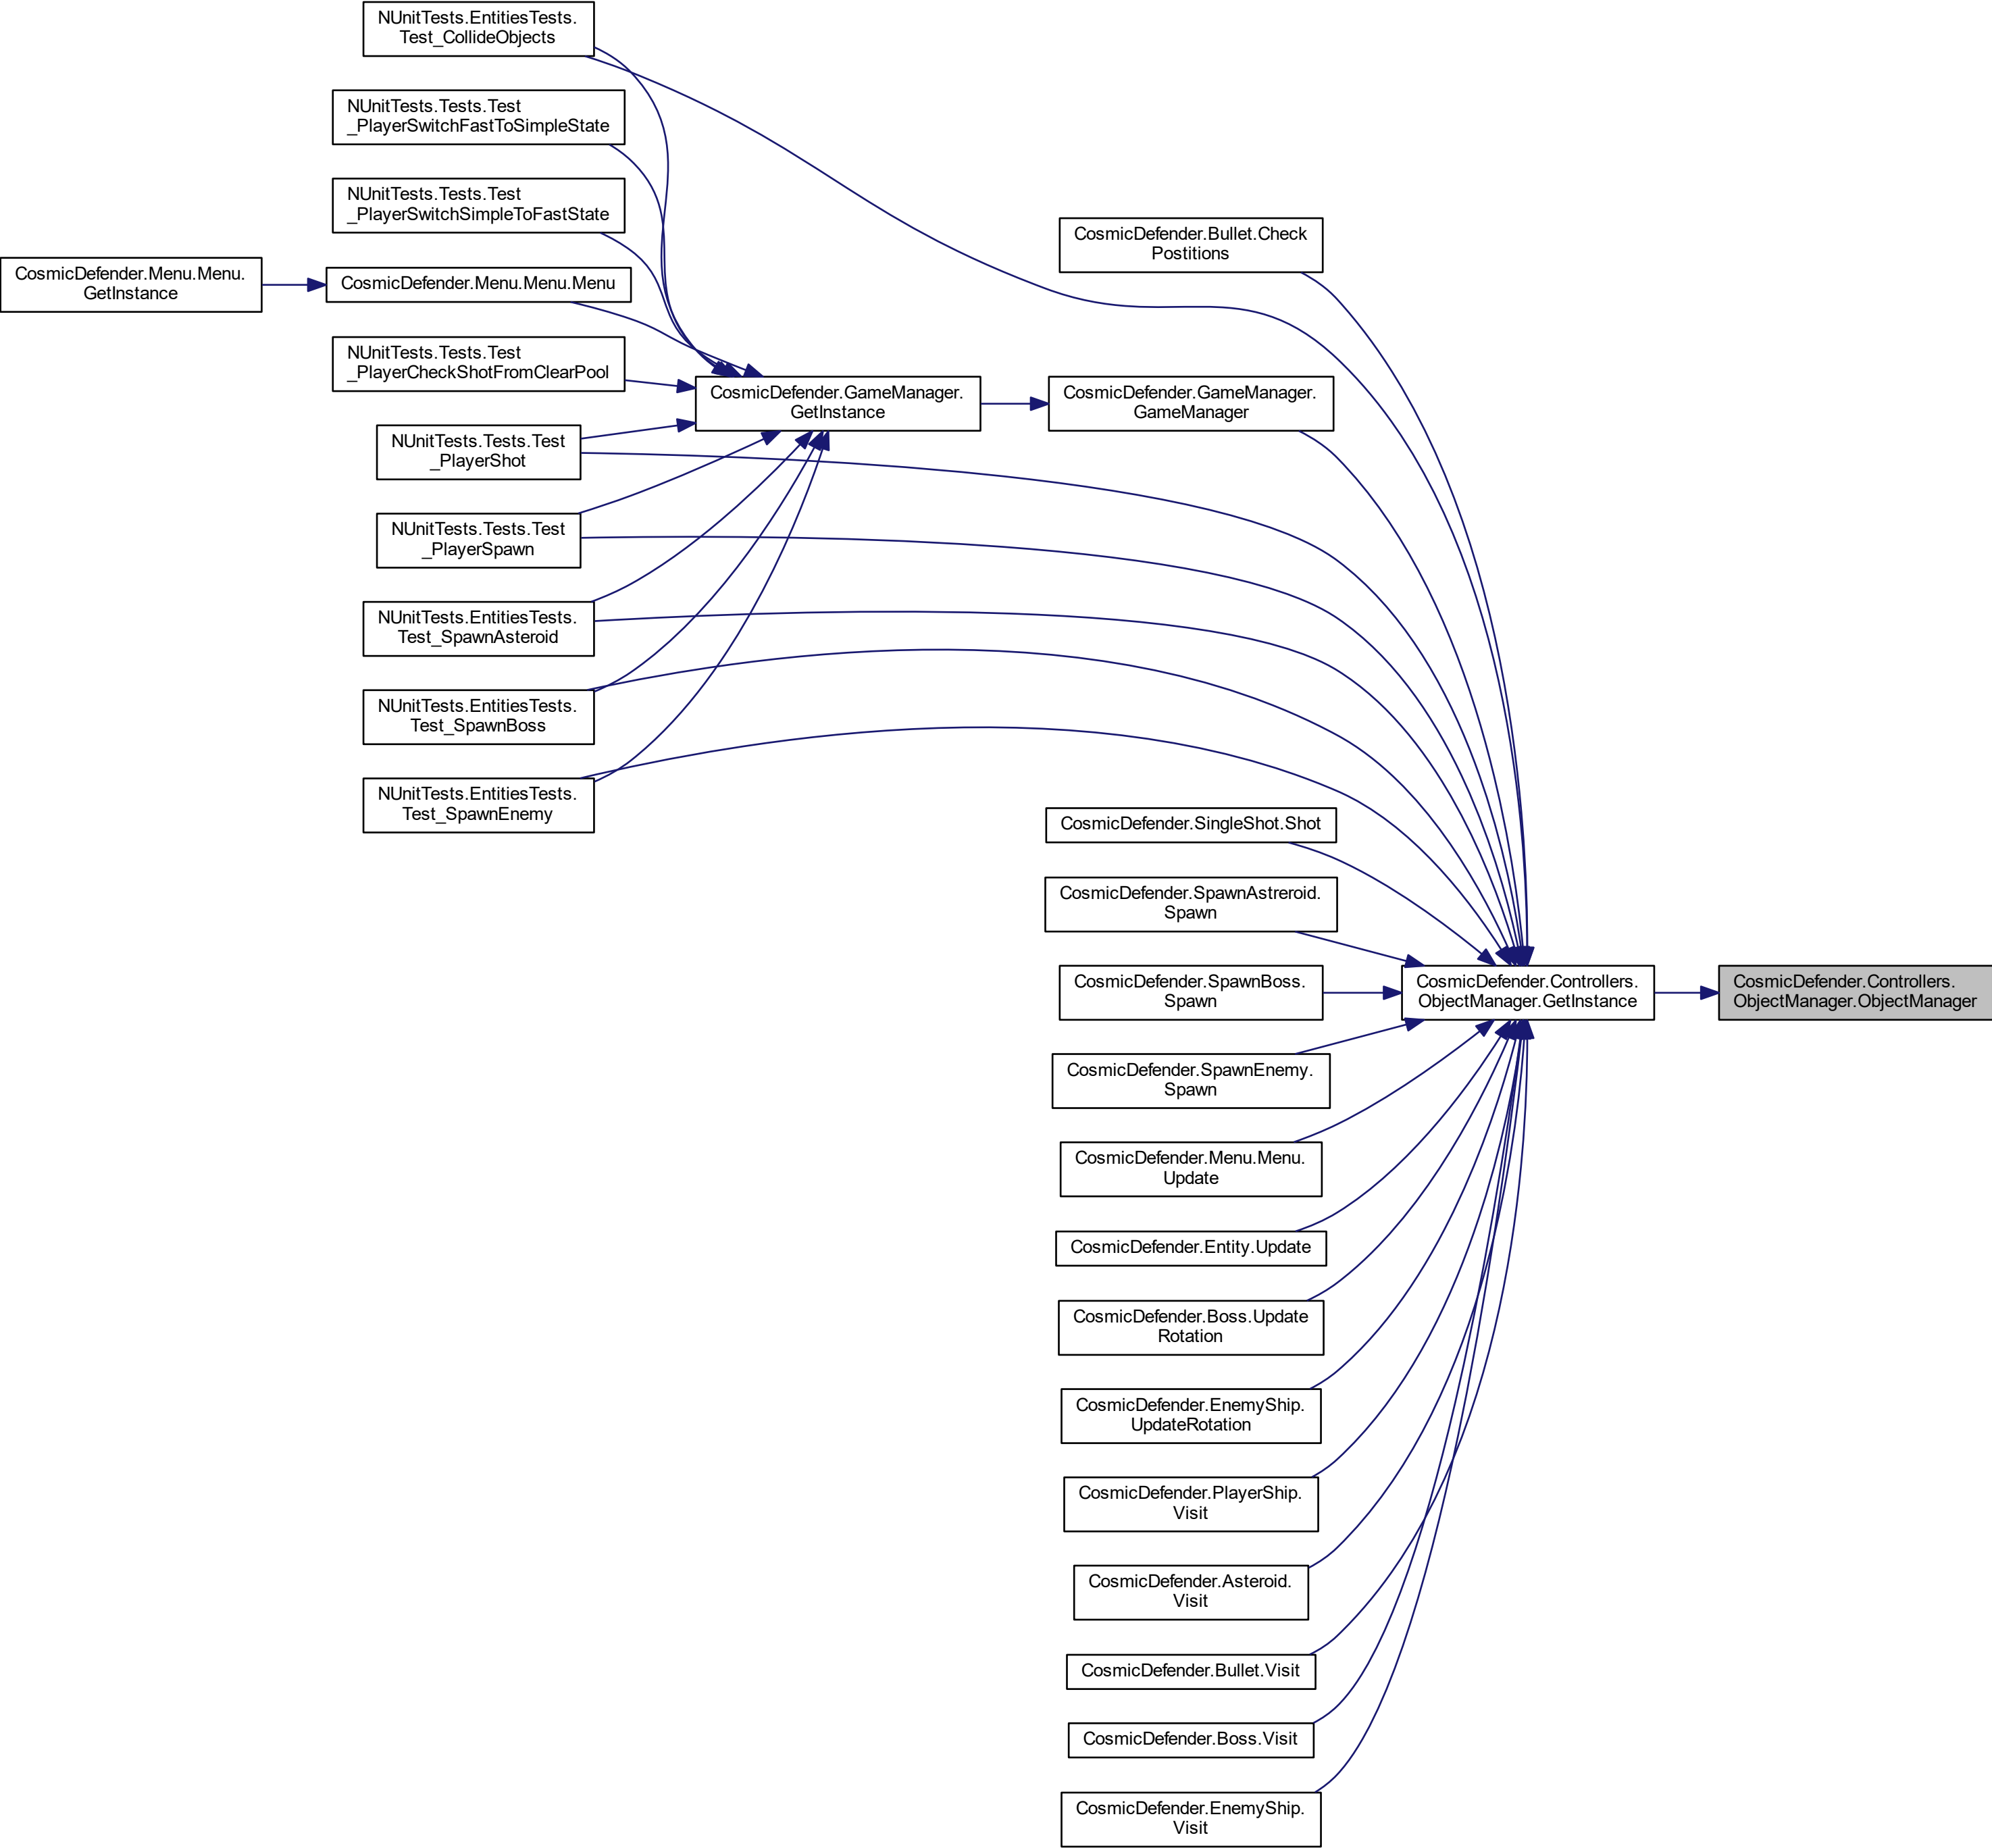 NUnitTests.EntitiesTests.
Test_CollideObjects
NUnitTests.Tests.Test
_PlayerSwitchFastToSimpleState
NUnitTests.Tests.Test
_PlayerSwitchSimpleToFastState
CosmicDefender.Menu.Menu.
GetInstance
CosmicDefender.Menu.Menu.Menu
NUnitTests.Tests.Test
_PlayerCheckShotFromClearPool
NUnitTests.Tests.Test
_PlayerShot
NUnitTests.Tests.Test
_PlayerSpawn
NUnitTests.EntitiesTests.
Test_SpawnAsteroid
NUnitTests.EntitiesTests.
Test_SpawnBoss
NUnitTests.EntitiesTests.
Test_SpawnEnemy
CosmicDefender.GameManager.
GetInstance
CosmicDefender.Bullet.Check
Postitions
CosmicDefender.GameManager.
GameManager
CosmicDefender.SingleShot.Shot
CosmicDefender.SpawnAstreroid.
Spawn
CosmicDefender.SpawnBoss.
Spawn
CosmicDefender.SpawnEnemy.
Spawn
CosmicDefender.Menu.Menu.
Update
CosmicDefender.Entity.Update
CosmicDefender.Boss.Update
Rotation
CosmicDefender.EnemyShip.
UpdateRotation
CosmicDefender.PlayerShip.
Visit
CosmicDefender.Asteroid.
Visit
CosmicDefender.Bullet.Visit
CosmicDefender.Boss.Visit
CosmicDefender.EnemyShip.
Visit
CosmicDefender.Controllers.
ObjectManager.GetInstance
CosmicDefender.Controllers.
ObjectManager.ObjectManager